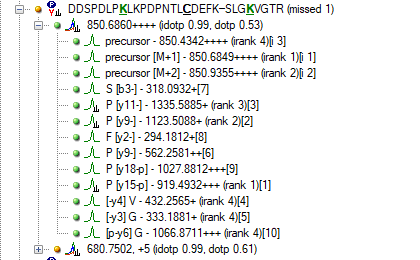 DDSPDLPKLKPDPNTLCDEFK-SLGKVGTR (missed 1)
850.6860++++ (idotp 0.99, dotp 0.53)
precursor - 850.4342++++ (irank 4)[i 3]
precursor [M+1] - 850.6849++++ (irank 1)[i 1]
precursor [M+2] - 850.9355++++ (irank 2)[i 2]
S [b3-] - 318.0932+[7]
P [y11-] - 1335.5885+ (rank 3)[3]
P [y9-] - 1123.5088+ (rank 2)[2]
F [y2-] - 294.1812+[8]
P [y9-] - 562.2581++[6]
P [y18-p] - 1027.8812+++[9]
P [y15-p] - 919.4932+++ (rank 1)[1]
[-y4] V - 432.2565+ (rank 4)[4]
[-y3] G - 333.1881+ (rank 4)[5]
[p-y6] G - 1066.8711+++ (rank 4)[10]
680.7502, +5 (idotp 0.99, dotp 0.61)